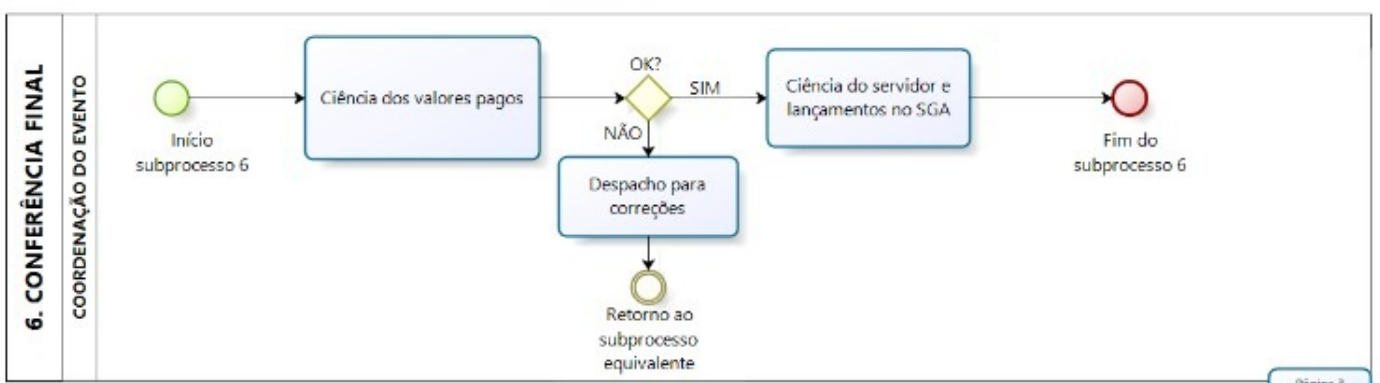 6. CONFERÊNCIA FINAL
COORDENAÇÃO DO EVENTO
Início
subprocesso 6
Ciência dos valores pagos
OK?
SIM
NÃO
Ciência do servidor e
lançamentos no SGA
Fim do
subprocesso 6
Despacho para
correções
Retorno ao
subprocesso
equivalente